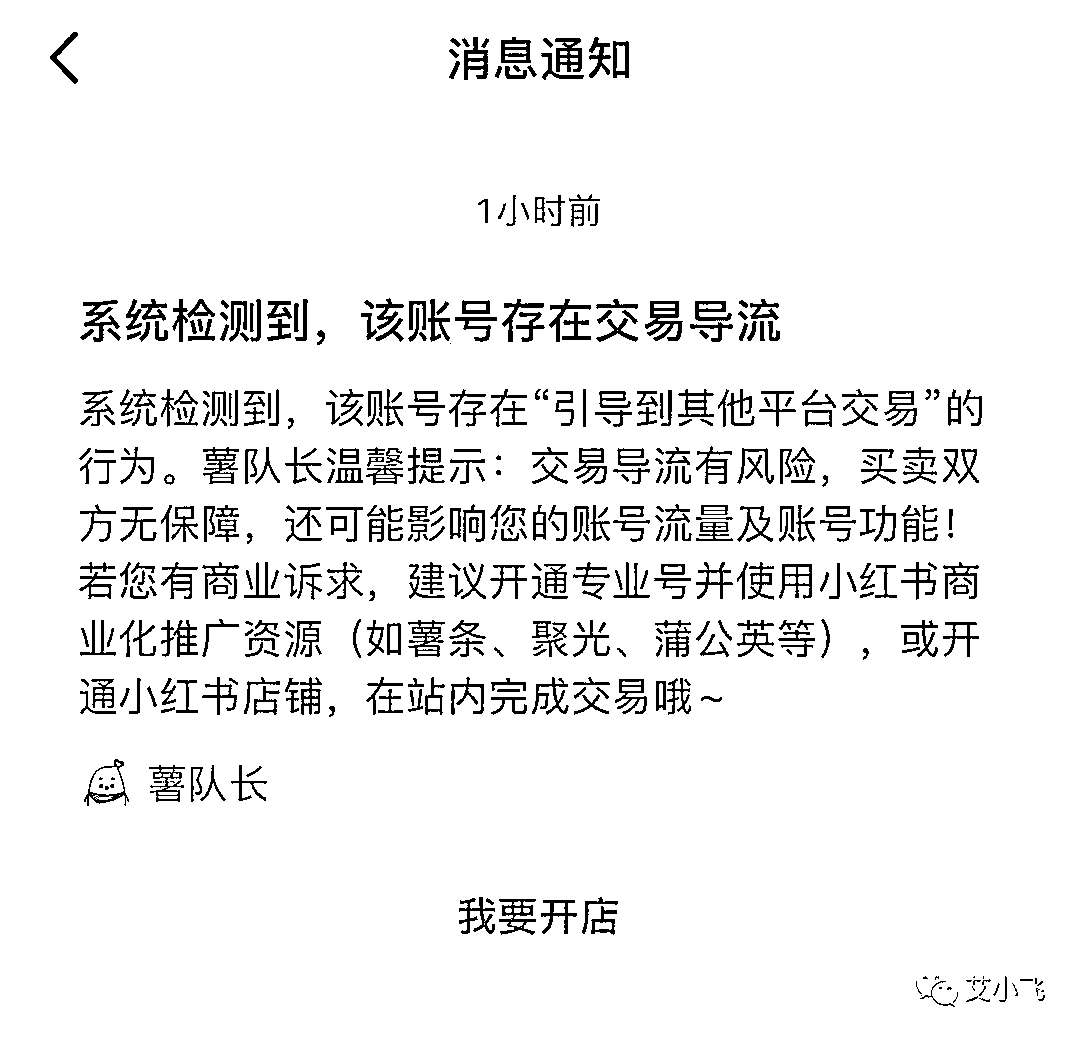 消息通知
1小时前
系统检测到，该账号存在交易导流
系统检测到，该账号存在“引导到其他平台交易”的
行为。薯队长温馨提示：交易导流有风险，买卖双
方无保障，还可能影响您的账号流量及账号功能！
若您有商业诉求，建议开通专业号并使用小红书商
业化推广资源（如薯条、聚光、蒲公英等），或开
通小红书店铺，在站内完成交易哦～
薯队长
我要开店
艾小飞